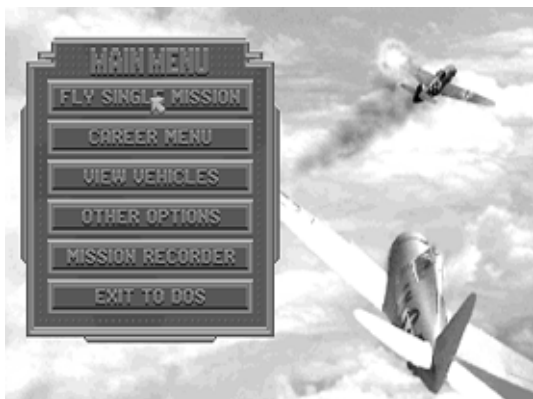 MAIN MENU
FLY SINGLE MISSION
CAREER MENU
VIEW VEHICLES
OTHER OPTIONS
MISSION RECORDER
EXIT TO DOS